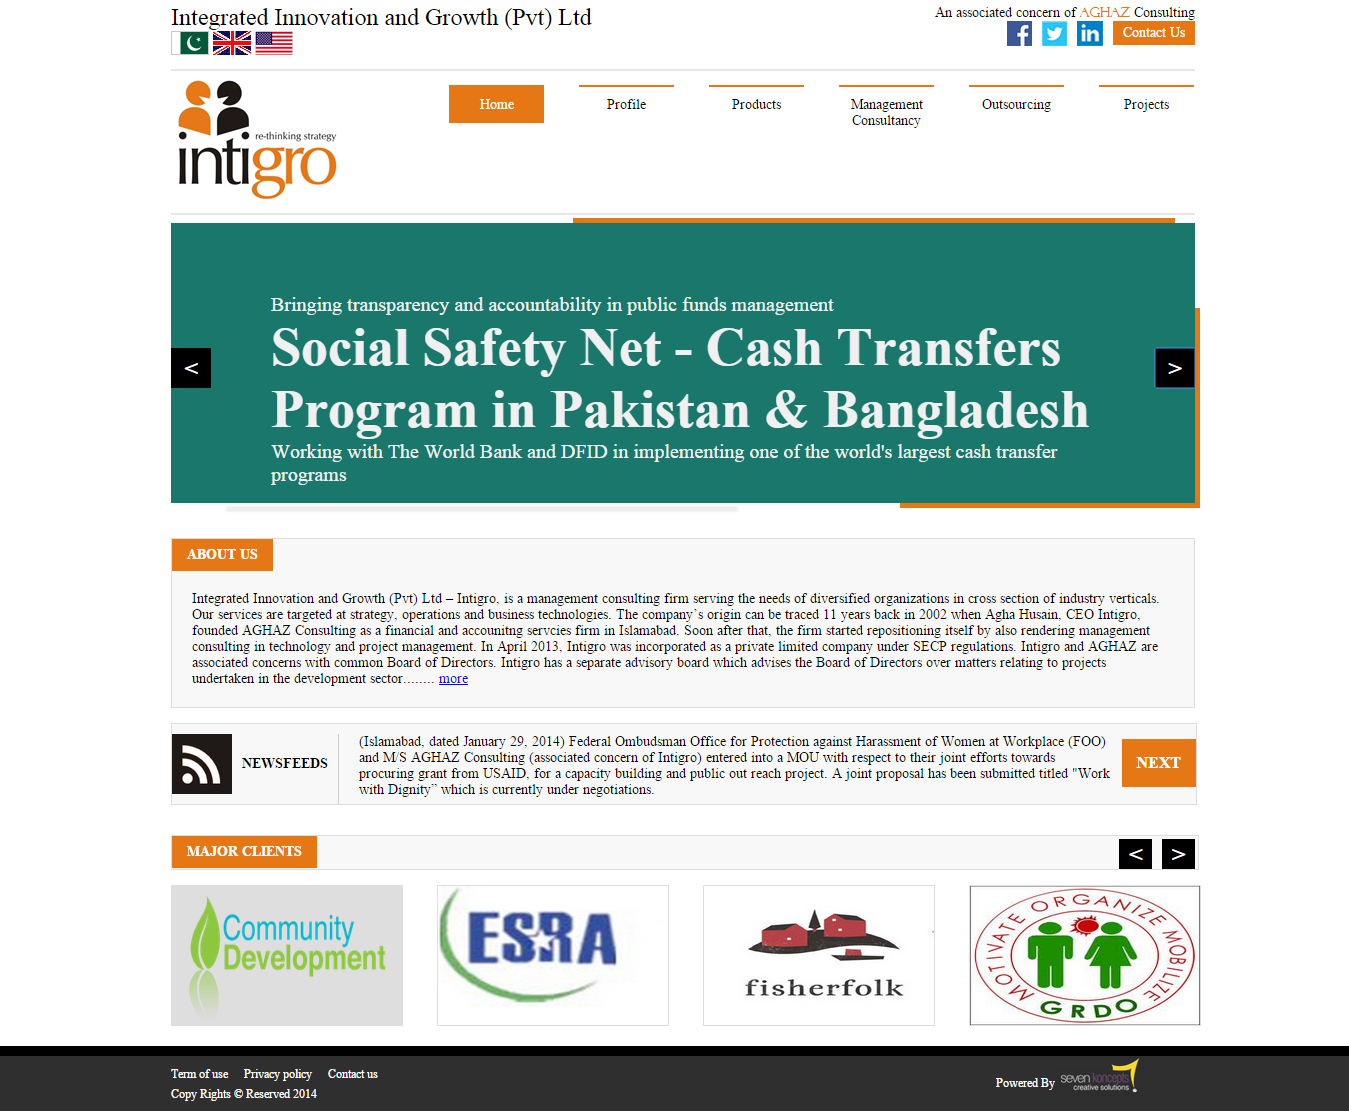 Integrated Innovation and Growth (Pvt) Ltd
An associated concern of AGHAZ Consulting
Contact Us
re-thinking strategy
intigro
Home
Profile
Products
Management
Consultancy
Outsourcing
Projects
Bringing transparency and accountability in public funds management
Social Safety Net - Cash Transfers
Program in Pakistan & Bangladesh
Working with The World Bank and DFID in implementing one of the world's largest cash transfer
programs
<
>
ABOUT US
Integrated Innovation and Growth (Pvt) Ltd – Intigro, is a management consulting firm serving the needs of diversified organizations in cross section of industry verticals.
Our services are targeted at strategy, operations and business technologies. The company's origin can be traced 11 years back in 2002 when Agha Husain, CEO Intigro,
founded AGHAZ Consulting as a financial and accounitng servcies firm in Islamabad. Soon after that, the firm started repositioning itself by also rendering management
consulting in technology and project management. In April 2013, Intigro was incorporated as a private limited company under SECP regulations. Intigro and AGHAZ are
associated concerns with common Board of Directors. Intigro has a separate advisory board which advises the Board of Directors over matters relating to projects
undertaken in the development sector........ more
NEWSFEEDS
(Islamabad, dated January 29, 2014) Federal Ombudsman Office for Protection against Harassment of Women at Workplace (FOO)
and M/S AGHAZ Consulting (associated concern of Intigro) entered into a MOU with respect to their joint efforts towards
procuring grant from USAID, for a capacity building and public out reach project. A joint proposal has been submitted titled "Work
with Dignity” which is currently under negotiations.
NEXT
MAJOR CLIENTS
<
>
Community
Development
ESRA
fisherfolk
MOTIVATE ORGANIZE MOBILIZE
GRDO
Term of use
Privacy policy
Contact us
Copy Rights © Reserved 2014
Powered By
seven koncepts
creative solutions